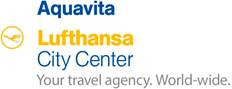 Aquavita
Lufthansa
City Center
Your travel agency. World-wide.